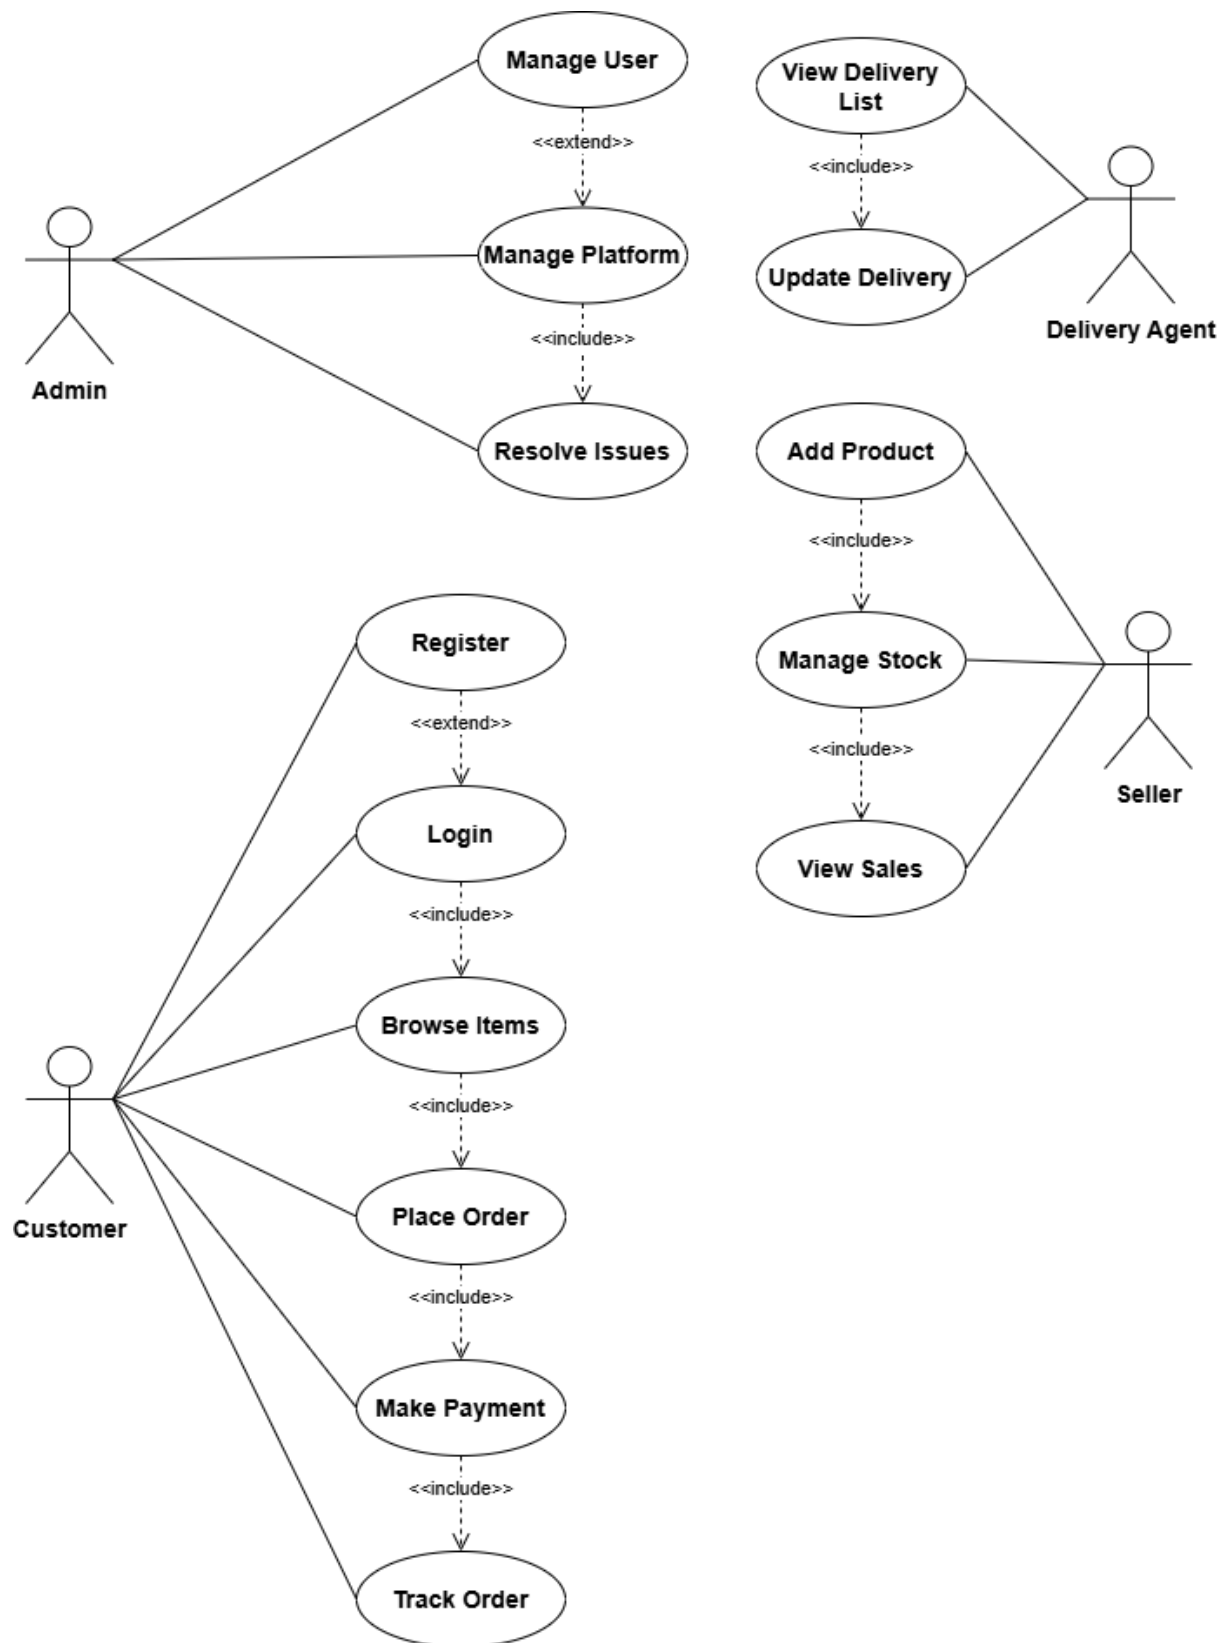 Manage User
<<extend>>
Manage Platform
<<include>>
Resolve Issues
Admin
View Delivery
List
<<include>>
Update Delivery
Delivery Agent
Add Product
<<include>>
Manage Stock
<<include>>
View Sales
Seller
Register
<<extend>>
Login
<<include>>
Browse Items
<<include>>
Place Order
<<include>>
Make Payment
<<include>>
Track Order
Customer